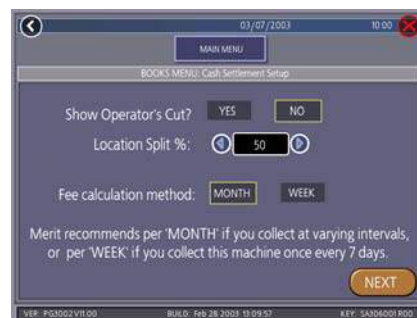 03/07/2003 10:00
MAIN MENU
BOOKS MENU: Cash Settlement Setup
Show Operator's Cut? YES NO
Location Split %: 50
Fee calculation method: MONTH WEEK
Merit recommends per 'MONTH' if you collect at varying intervals,
or per 'WEEK' if you collect this machine once every 7 days.
NEXT
VER: PG3002V11.00 BUILD: Feb 28 2003 13:09:57 KEY: SA306001 R00